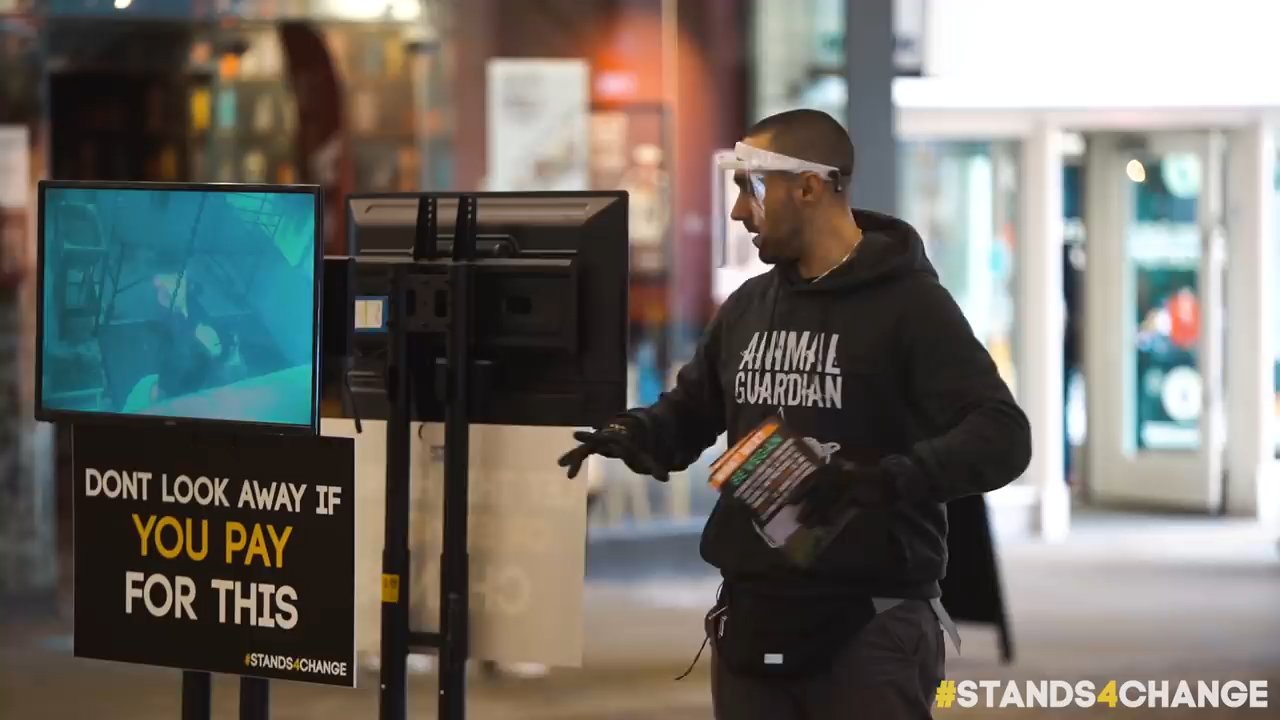 DONT LOOK AWAY IF
YOU PAY
FOR THIS
#STANDS4CHANGE
ANIMAL
GUARDIAN
#STANDS4CHANGE